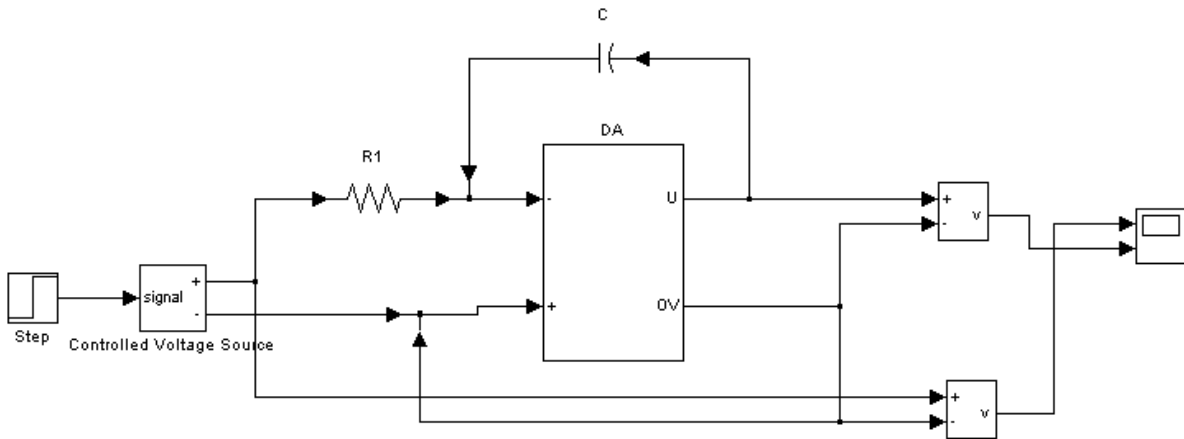 C
DA
R1
-
U
+
-
v
signal
+
-
+
0V
Step
Controlled Voltage Source
+
-
v